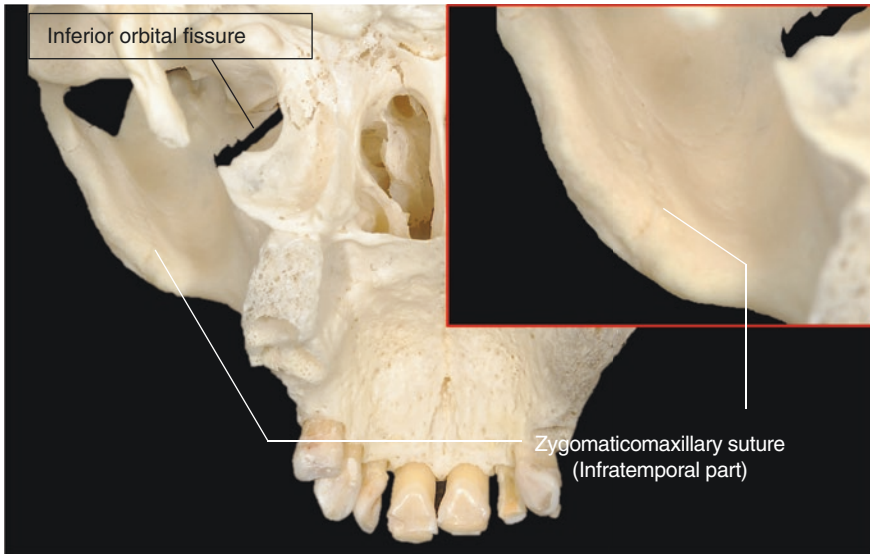 Inferior orbital fissure
Zygomaticomaxillary suture
(Infratemporal part)